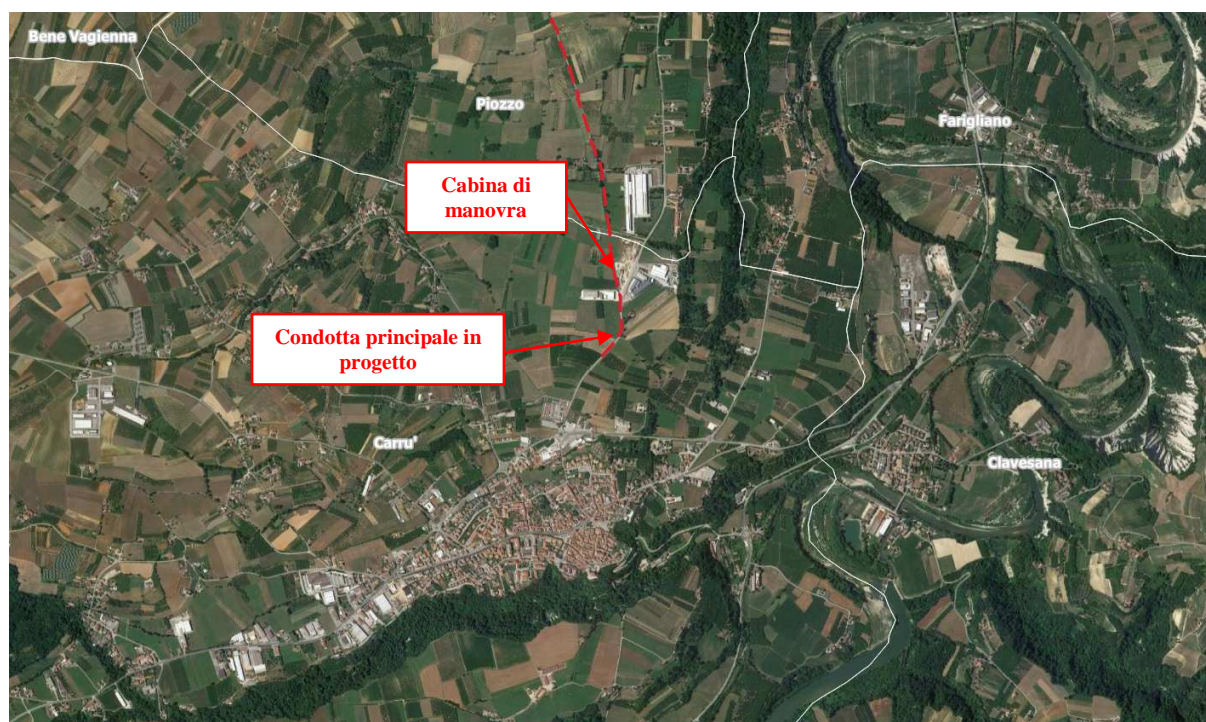 Bene Vagienna
Piozzo
Farigliano
Cabina di
manovra
Condotta principale in
progetto
Carru'
Clavesana